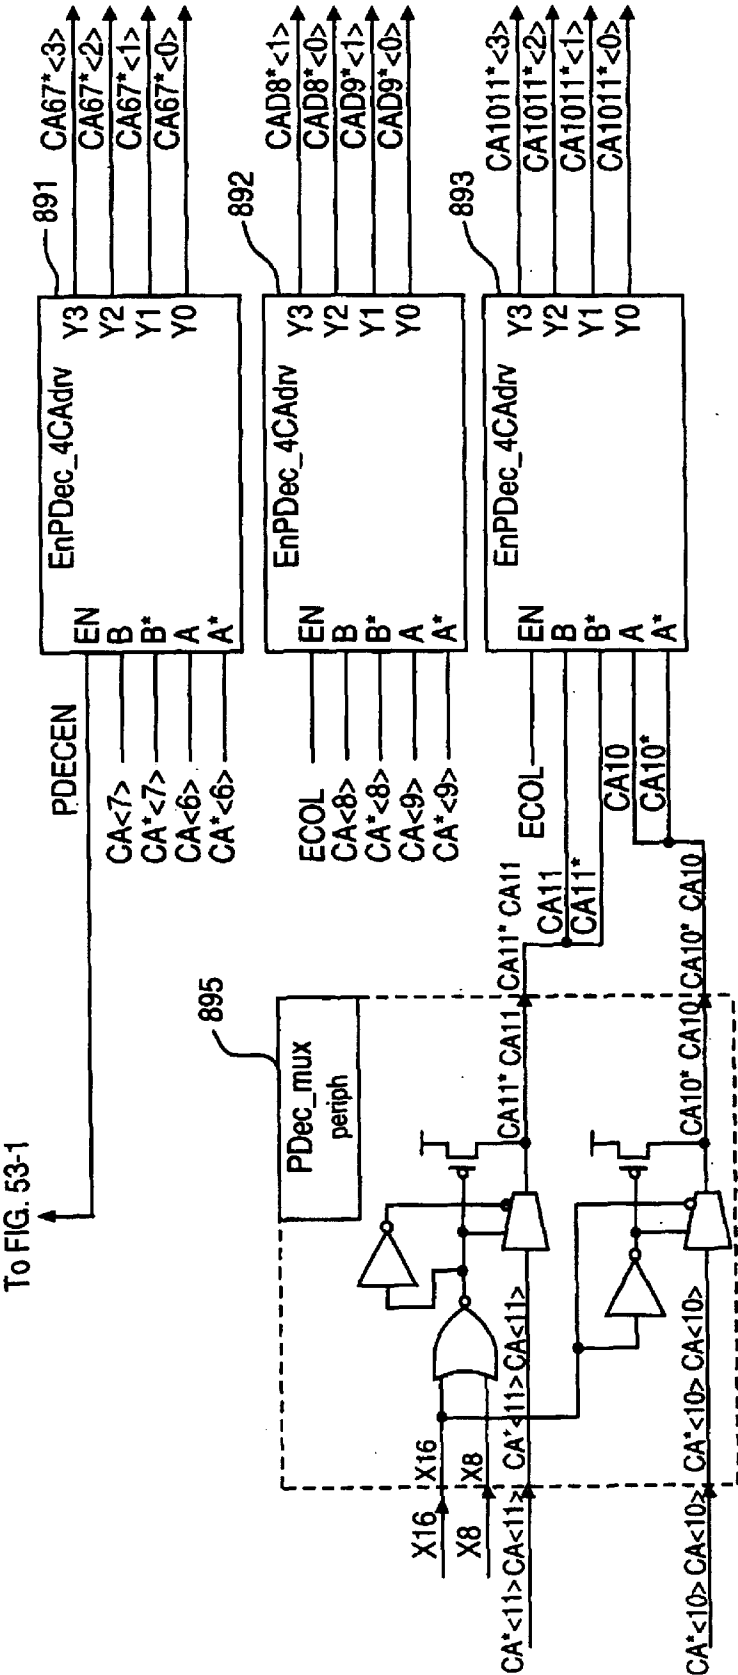 To FIG. 53-1
PDECEN
CA<7>
CA*<7>
CA<6>
CA*<6>
EN
B
B*
A
A*
EnPDec_4CAdrv
Y3
Y2
Y1
Y0
891
CA67*<3>
CA67*<2>
CA67*<1>
CA67*<0>
ECOL
CA<8>
CA*<8>
CA<9>
CA*<9>
EN
B
B*
A
A*
EnPDec_4CAdrv
Y3
Y2
Y1
Y0
892
CAD8*<1>
CAD8*<0>
CAD9*<1>
CAD9*<0>
ECOL
CA11
CA11*
CA10
CA10*
EN
B
B*
A
A*
EnPDec_4CAdrv
Y3
Y2
Y1
Y0
893
CA1011*<3>
CA1011*<2>
CA1011*<1>
CA1011*<0>
895
PDec_mux
periph
X16
X16
X8
X8
CA*<11> CA<11>
CA*<11> CA<11>
CA11* CA11
CA11* CA11
CA*<10> CA<10>
CA*<10> CA<10>
CA10* CA10
CA10* CA10